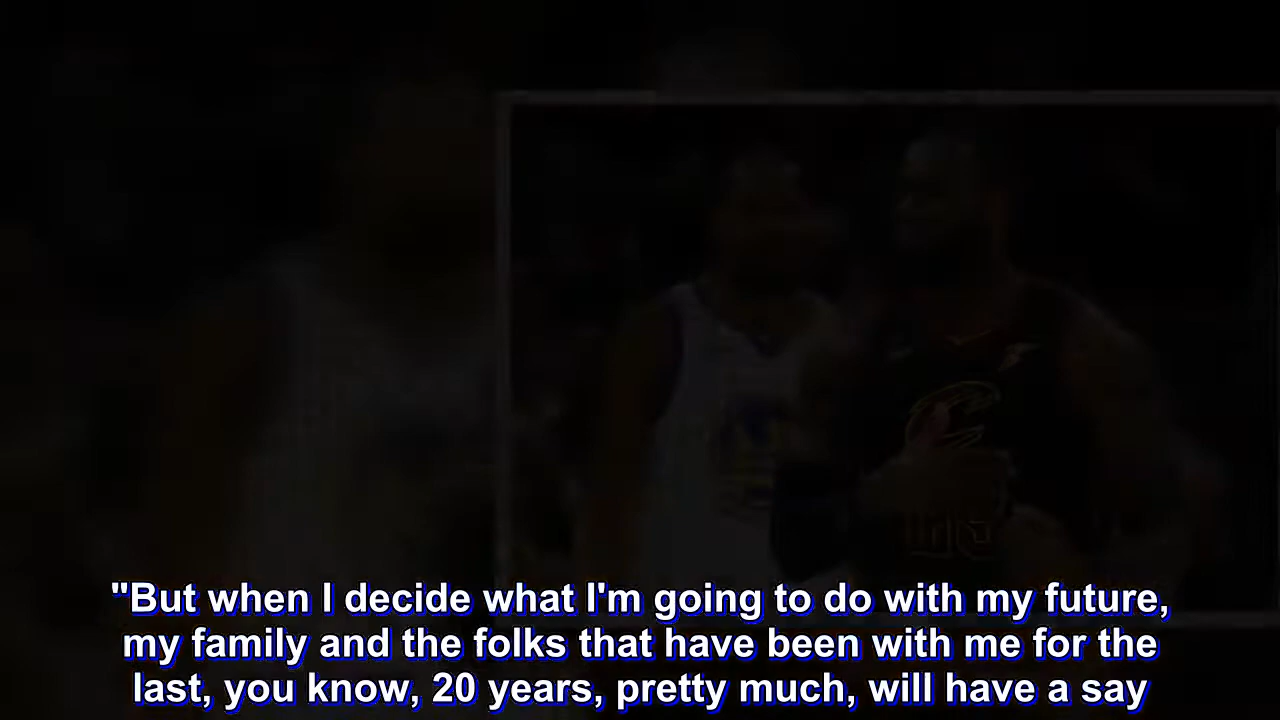 "But when I decide what I'm going to do with my future,
my family and the folks that have been with me for the
last, you know, 20 years, pretty much, will have a say